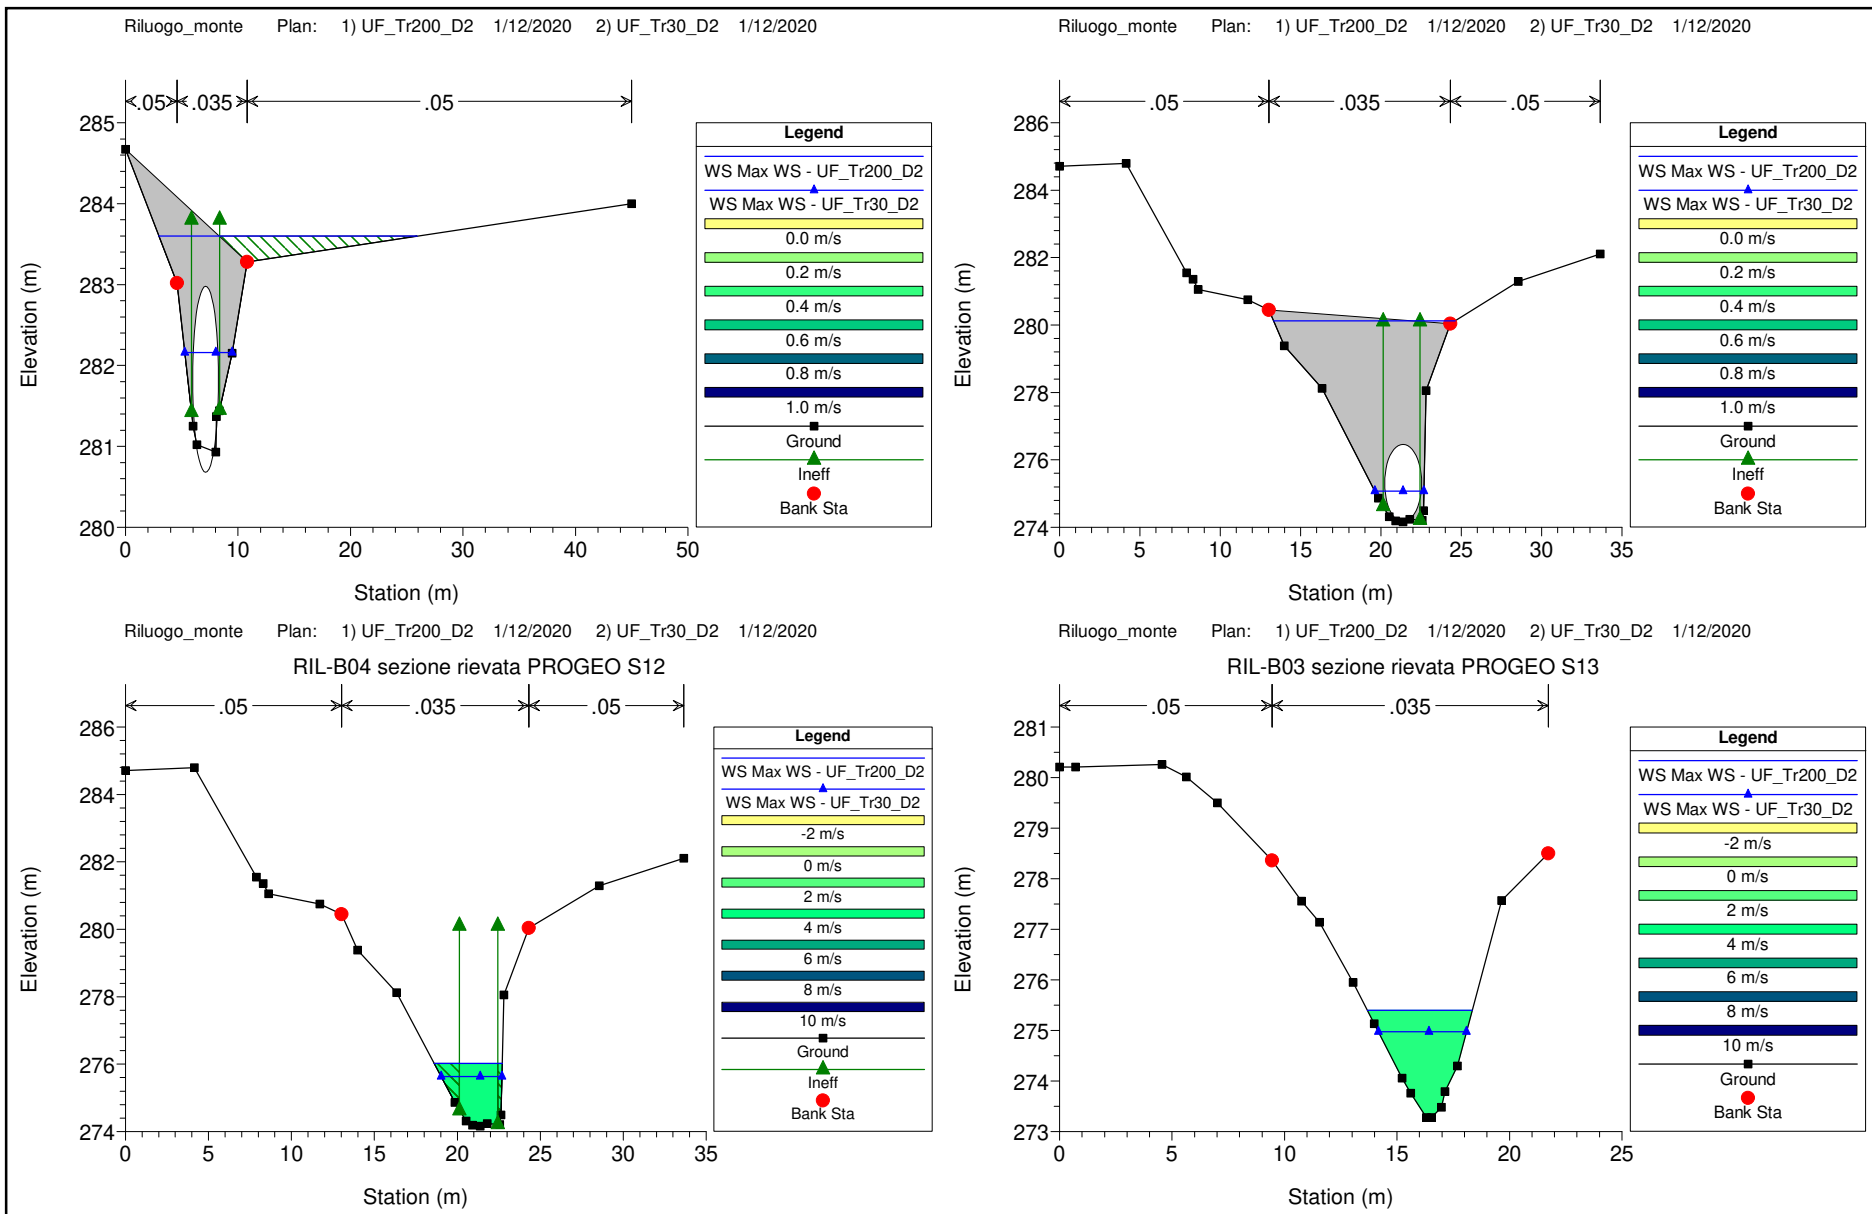 Riluogo_monte Plan: 1) UF_Tr200_D2 1/12/2020 2) UF_Tr30_D2 1/12/2020
.05 .035 .05
285
284
283
282
281
280
Elevation (m)
0 10 20 30 40 50
Station (m)
Legend
WS Max WS - UF_Tr200_D2
WS Max WS - UF_Tr30_D2
0.0 m/s
0.2 m/s
0.4 m/s
0.6 m/s
0.8 m/s
1.0 m/s
Ground
Ineff
Bank Sta
Riluogo_monte Plan: 1) UF_Tr200_D2 1/12/2020 2) UF_Tr30_D2 1/12/2020
.05 .035 .05
286
284
282
280
278
276
274
Elevation (m)
0 5 10 15 20 25 30 35
Station (m)
Legend
WS Max WS - UF_Tr200_D2
WS Max WS - UF_Tr30_D2
0.0 m/s
0.2 m/s
0.4 m/s
0.6 m/s
0.8 m/s
1.0 m/s
Ground
Ineff
Bank Sta
Riluogo_monte Plan: 1) UF_Tr200_D2 1/12/2020 2) UF_Tr30_D2 1/12/2020
RIL-B04 sezione rievata PROGEO S12
.05 .035 .05
286
284
282
280
278
276
274
Elevation (m)
0 5 10 15 20 25 30 35
Station (m)
Legend
WS Max WS - UF_Tr200_D2
WS Max WS - UF_Tr30_D2
-2 m/s
0 m/s
2 m/s
4 m/s
6 m/s
8 m/s
10 m/s
Ground
Ineff
Bank Sta
Riluogo_monte Plan: 1) UF_Tr200_D2 1/12/2020 2) UF_Tr30_D2 1/12/2020
RIL-B03 sezione rievata PROGEO S13
.05 .035
281
280
279
278
277
276
275
274
273
Elevation (m)
0 5 10 15 20 25
Station (m)
Legend
WS Max WS - UF_Tr200_D2
WS Max WS - UF_Tr30_D2
-2 m/s
0 m/s
2 m/s
4 m/s
6 m/s
8 m/s
10 m/s
Ground
Bank Sta